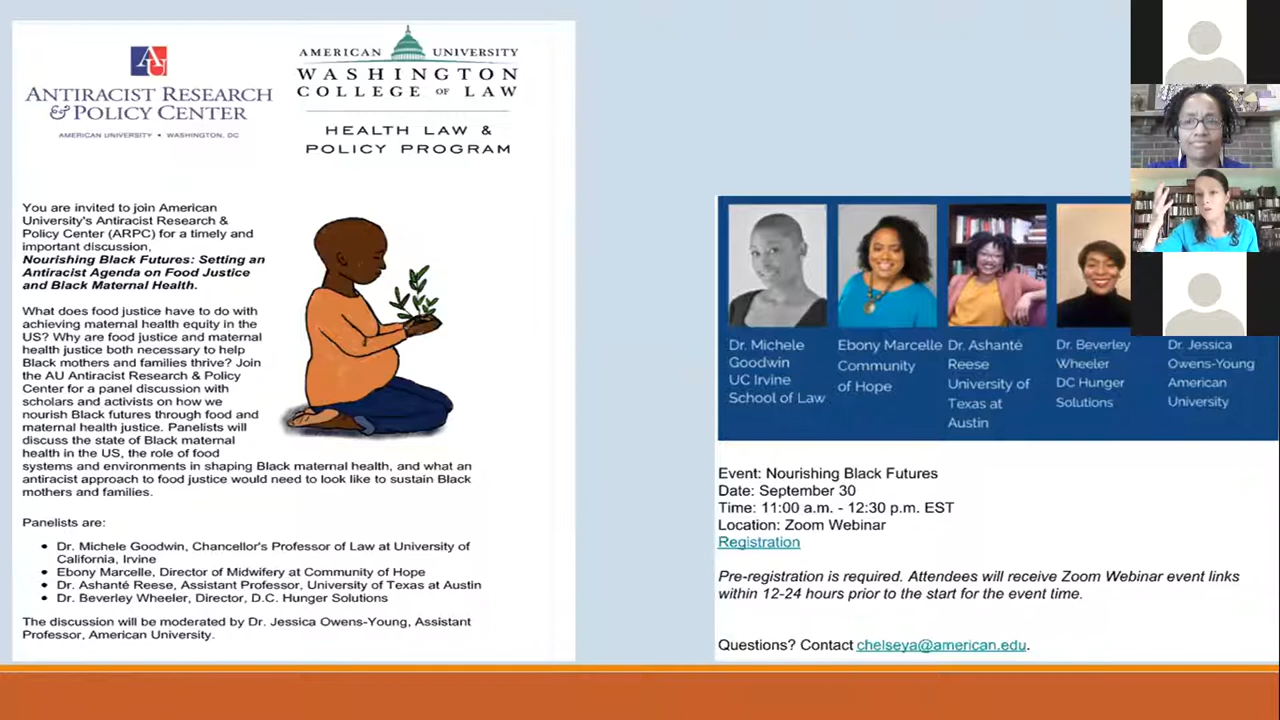 AU
ANTIRACIST RESEARCH
& POLICY CENTER
AMERICAN UNIVERSITY • WASHINGTON, DC
AMERICAN UNIVERSITY
WASHINGTON
COLLEGE OF LAW
HEALTH LAW &
POLICY PROGRAM
You are invited to join American
University's Antiracist Research &
Policy Center (ARPC) for a timely and
important discussion,
Nourishing Black Futures: Setting an
Antiracist Agenda on Food Justice
and Black Maternal Health.
What does food justice have to do with
achieving maternal health equity in the
US? Why are food justice and maternal
health justice both necessary to help
Black mothers and families thrive? Join
the AU Antiracist Research & Policy
Center for a panel discussion with
scholars and activists on how we
nourish Black futures through food and
maternal health justice. Panelists will
discuss the state of Black maternal
health in the US, the role of food
systems and environments in shaping Black maternal health, and what an
antiracist approach to food justice would need to look like to sustain Black
mothers and families.
Panelists are:
• Dr. Michele Goodwin, Chancellor's Professor of Law at University of
California, Irvine
• Ebony Marcelle, Director of Midwifery at Community of Hope
• Dr. Ashanté Reese, Assistant Professor, University of Texas at Austin
• Dr. Beverley Wheeler, Director, D.C. Hunger Solutions
The discussion will be moderated by Dr. Jessica Owens-Young, Assistant
Professor, American University.
Dr. Michele
Goodwin
UC Irvine
School of Law
Ebony Marcelle
Community
of Hope
Dr. Ashanté
Reese
University of
Texas at
Austin
Dr. Beverley
Wheeler
DC Hunger
Solutions
Dr. Jessica
Owens-Young
American
University
Event: Nourishing Black Futures
Date: September 30
Time: 11:00 a.m. - 12:30 p.m. EST
Location: Zoom Webinar
Registration
Pre-registration is required. Attendees will receive Zoom Webinar event links
within 12-24 hours prior to the start for the event time.
Questions? Contact chelseya@american.edu.